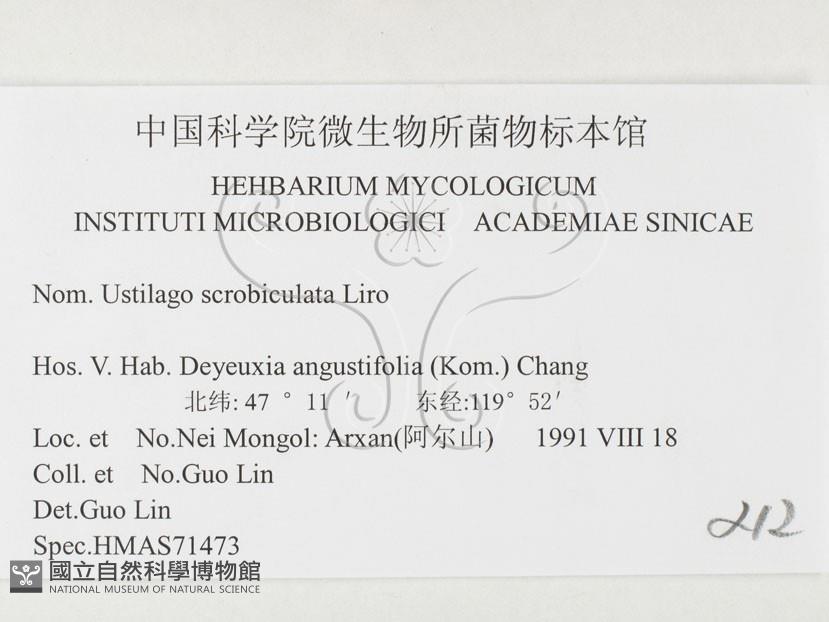 中国科学院微生物所菌物标本馆
HEHBARIUM MYCOLOGICUM
INSTITUTI MICROBIOLOGICI ACADEMIAE SINICAE
Nom. Ustilago scrobiculata Liro
Hos. V. Hab. Deyeuxia angustifolia (Kom.) Chang
北纬: 47 ° 11 ′ 东经:119° 52′
Loc. et No.Nei Mongol: Arxan(阿尔山) 1991 VIII 18
Coll. et No.Guo Lin
Det.Guo Lin
212
Spec.HMAS71473
國立自然科學博物館
NATIONAL MUSEUM OF NATURAL SCIENCE